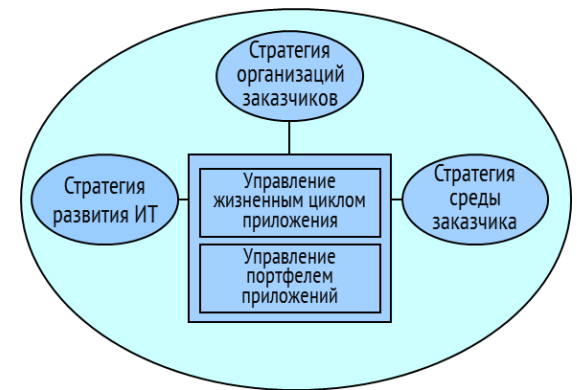 Стратегия
организаций
заказчиков
Стратегия
развития ИТ
Управление
жизненным циклом
приложения
Управление
портфелем
приложений
Стратегия
среды
заказчика